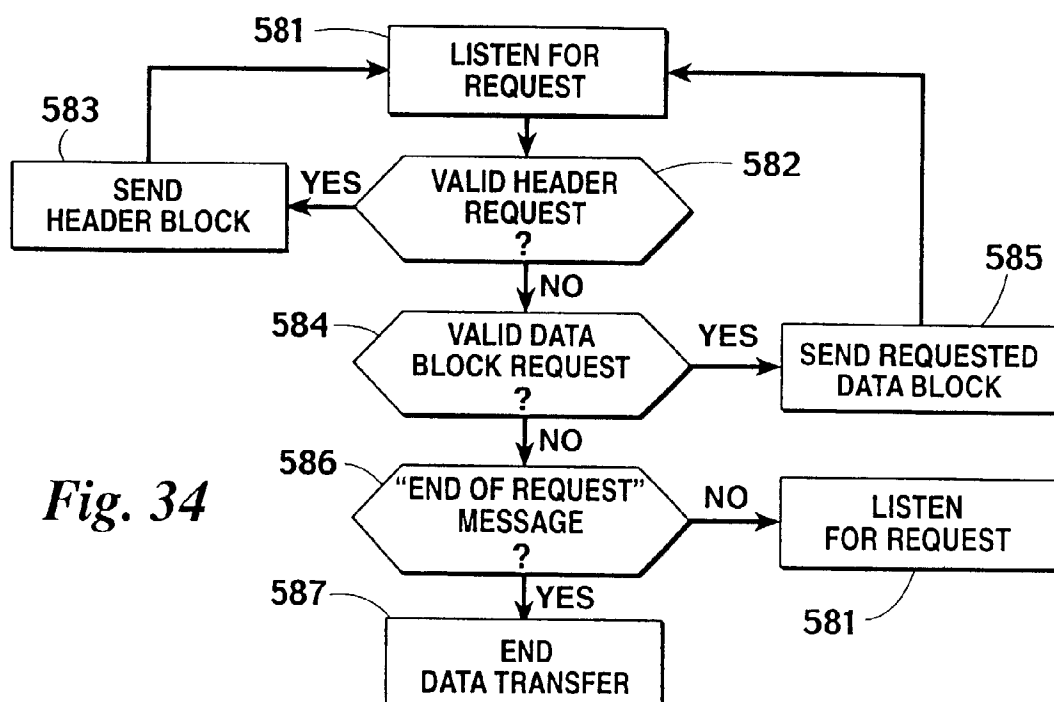 581
LISTEN FOR
REQUEST
583
SEND
HEADER BLOCK
YES
VALID HEADER
REQUEST
?
582
NO
584
VALID DATA
BLOCK REQUEST
?
YES
585
SEND REQUESTED
DATA BLOCK
NO
586
"END OF REQUEST"
MESSAGE
?
NO
LISTEN
FOR REQUEST
581
Fig. 34
YES
587
END
DATA TRANSFER